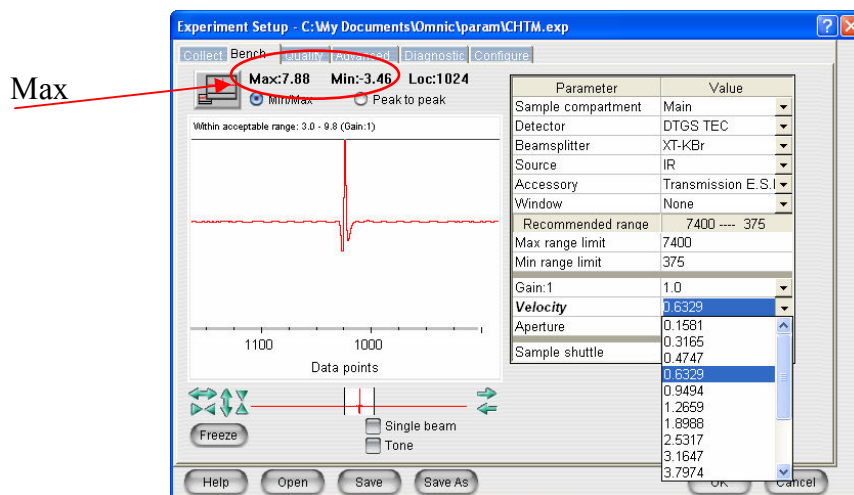 Experiment Setup - C:\My Documents\Omnic\param\CHTM.exp
Collect Bench Quality Advanced Diagnostic Configure
Max
Max:7.88 Min:-3.46 Loc:1024
Min/Max Peak to peak
Within acceptable range: 3.0 - 9.8 (Gain:1)
1100 1000
Data points
Single beam
Tone
Freeze
Parameter Value
Sample compartment Main
Detector DTGS TEC
Beamsplitter XT-KBr
Source IR
Accessory Transmission E.S.
Window None
Recommended range 7400 ---- 375
Max range limit 7400
Min range limit 375
Gain:1 1.0
Velocity 0.6329
Aperture
Sample shuttle
0.1581
0.3165
0.4747
0.6329
0.9494
1.2659
1.8988
2.5317
3.1647
3.7974
Help Open Save Save As OK Cancel